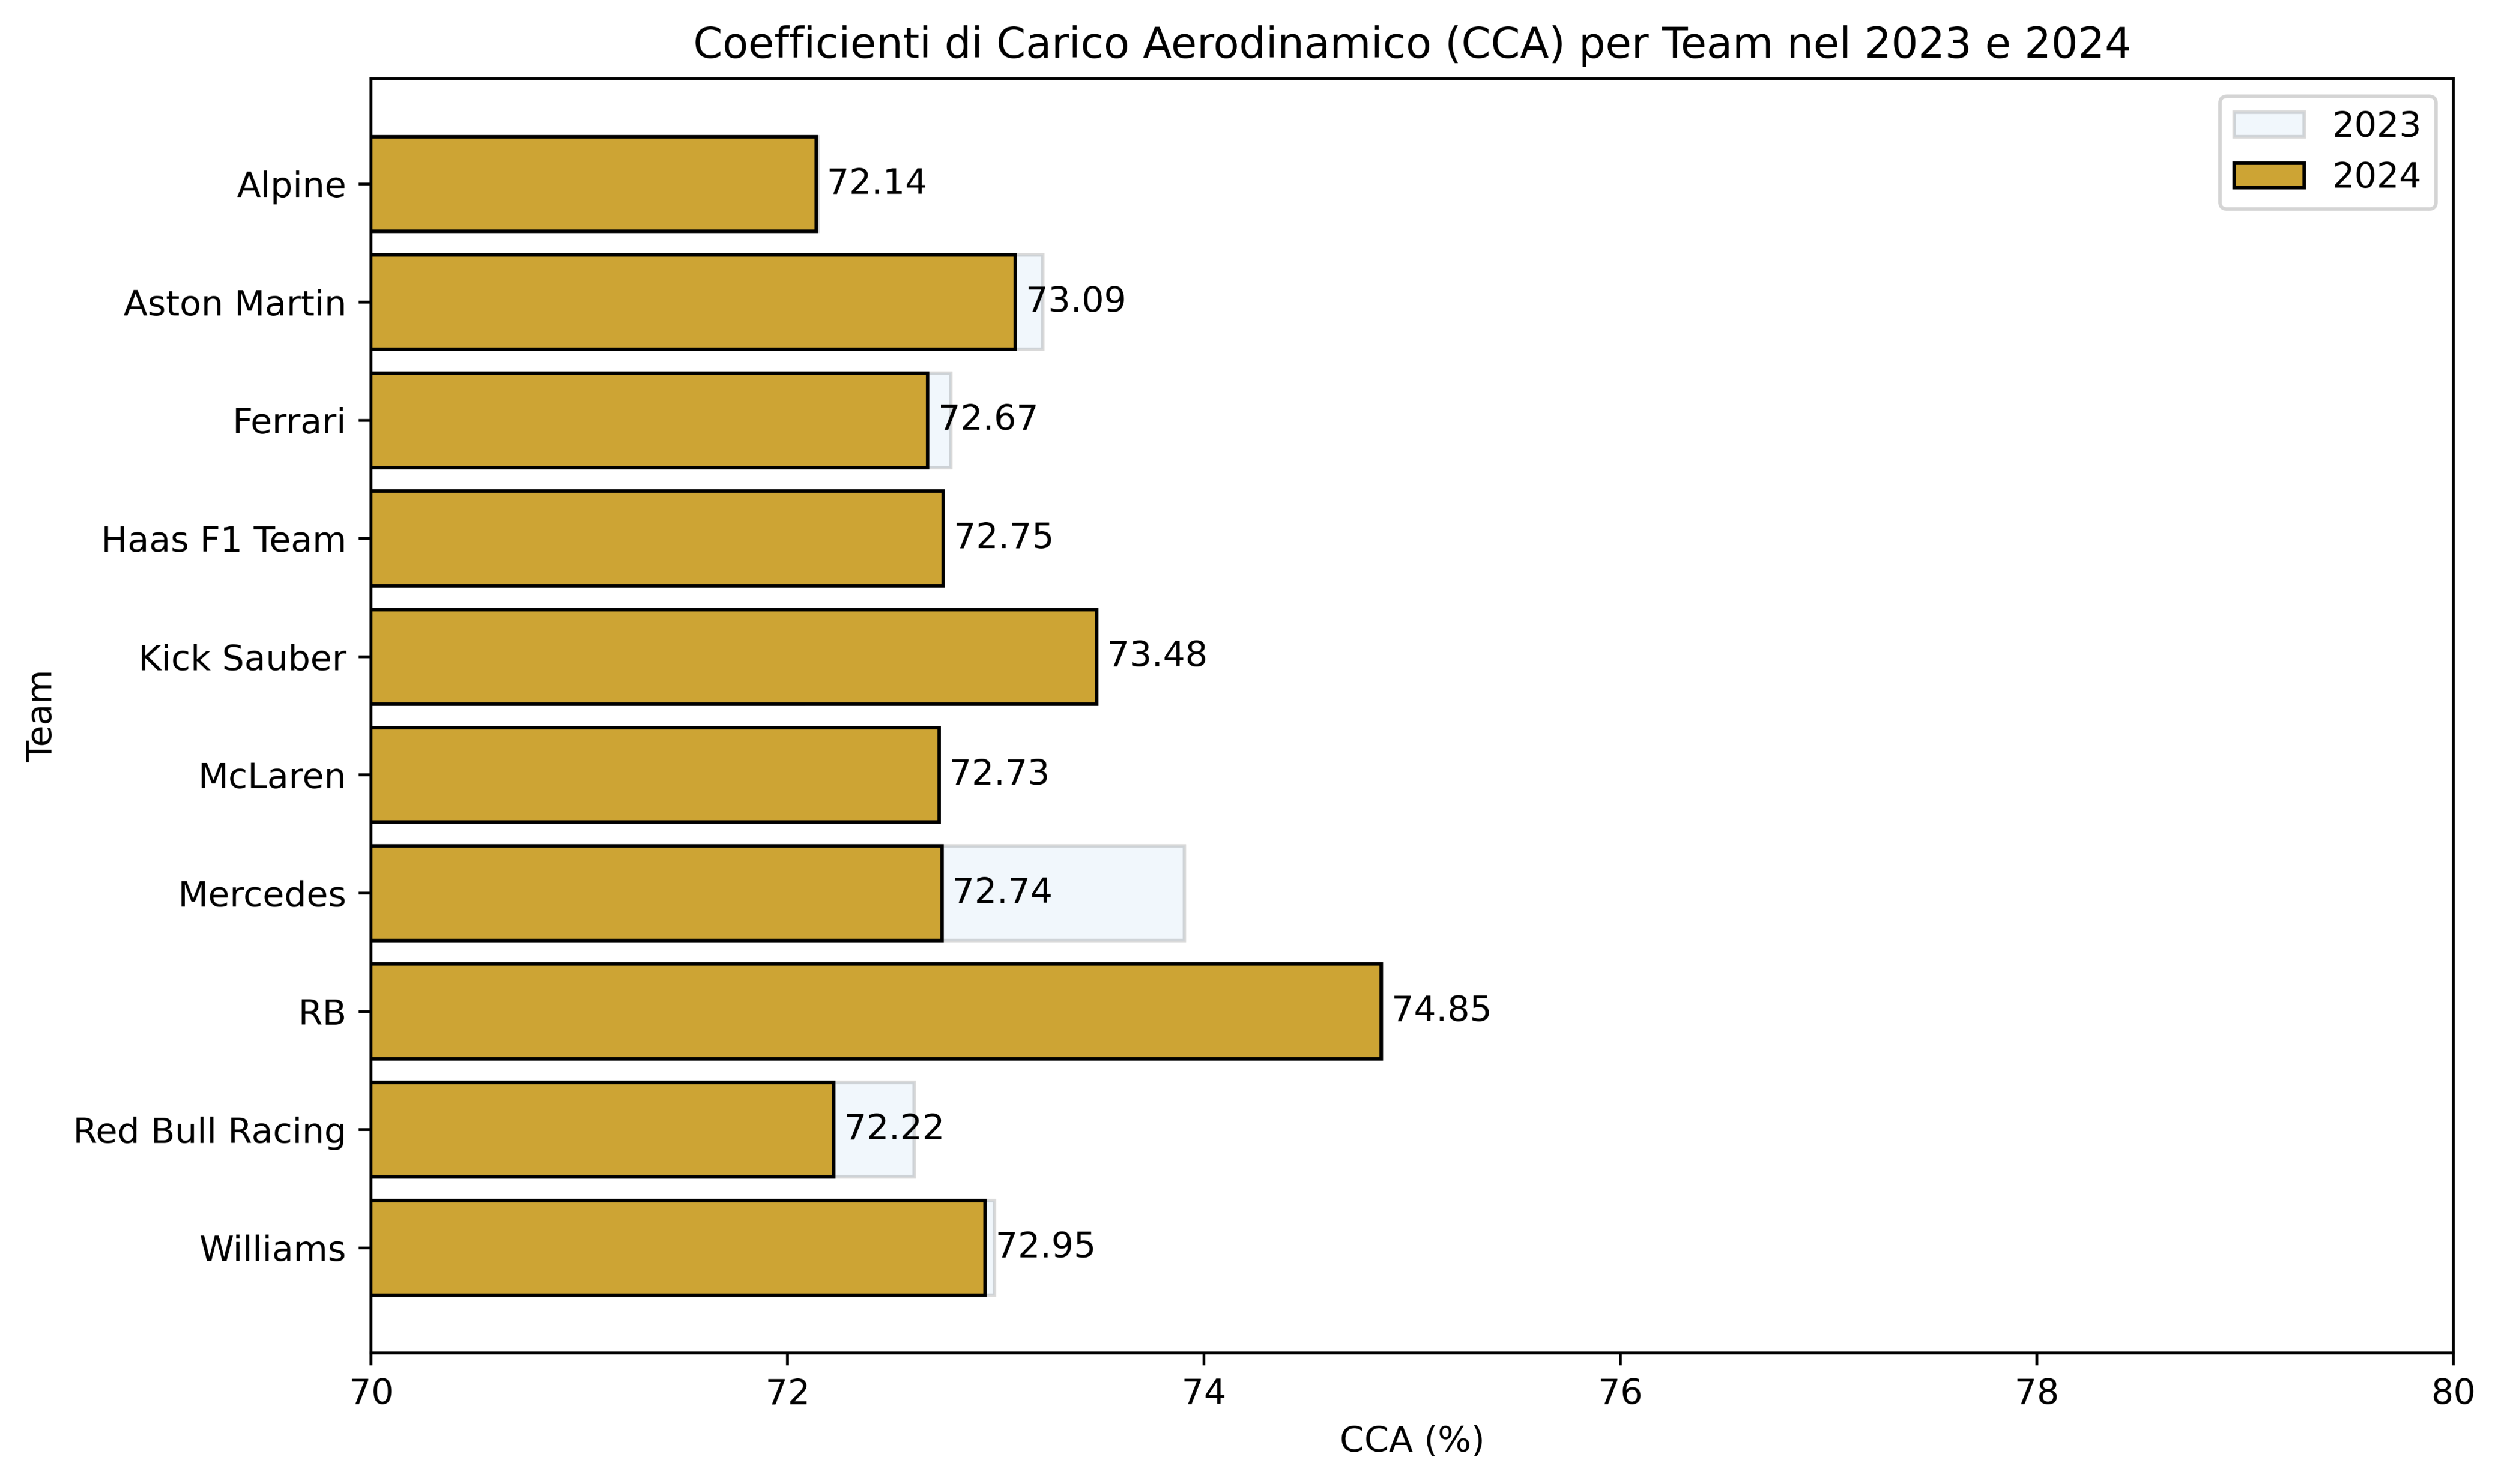 Coefficienti di Carico Aerodinamico (CCA) per Team nel 2023 e 2024
2023
2024
Alpine
72.14
Aston Martin
73.09
Ferrari
72.67
Haas F1 Team
72.75
Kick Sauber
73.48
McLaren
72.73
Mercedes
72.74
RB
74.85
Red Bull Racing
72.22
Williams
72.95
Team
70 72 74 76 78 80
CCA (%)